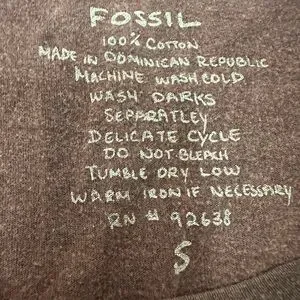 FOSSIL
100% COTTON
MADE IN DOMINICAN REPUBLIC
MACHINE WASH COLD
WASH DARKS
SEPARATLEY
DELICATE CYCLE
DO NOT BLEACH
TUMBLE DRY LOW
WARM IRON IF NECESSARY
RN # 92638
S